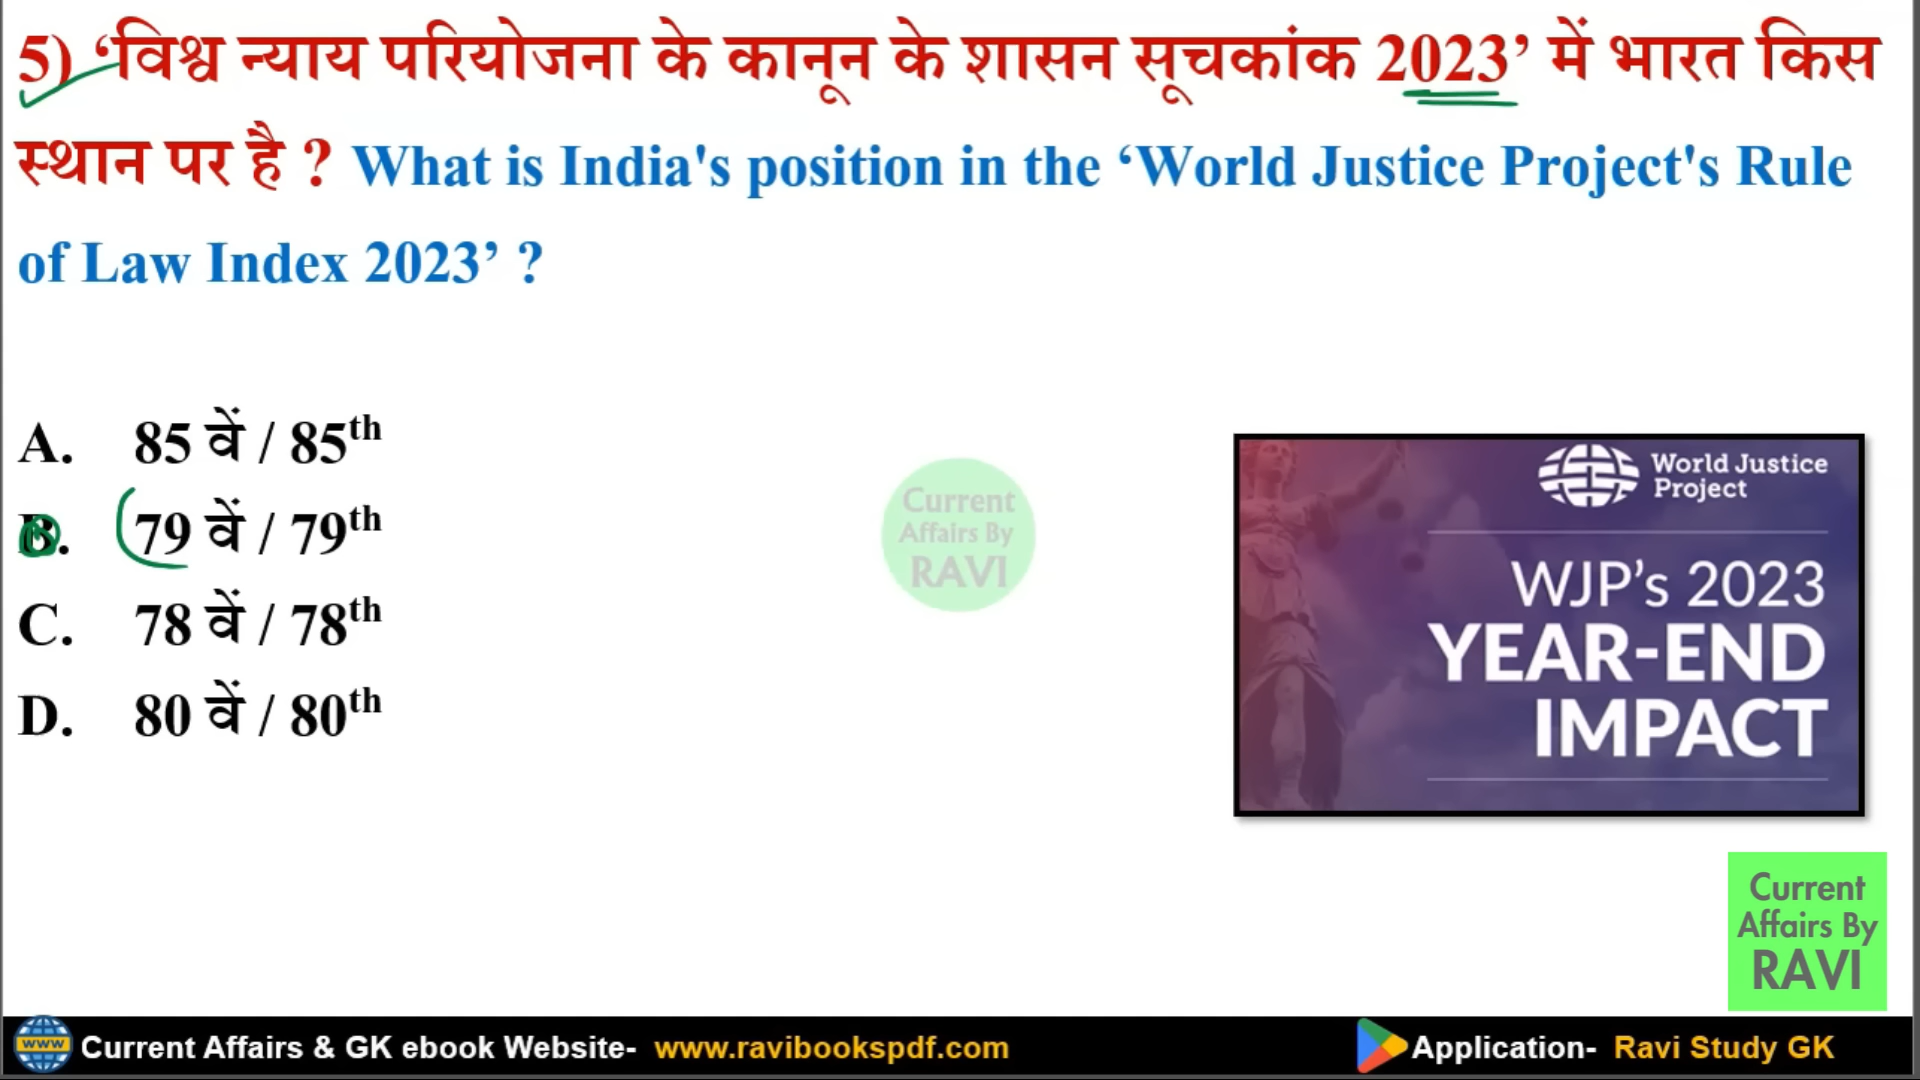 5) ‘विश्व न्याय परियोजना के कानून के शासन सूचकांक 2023’ में भारत किस
स्थान पर है ? What is India's position in the ‘World Justice Project's Rule
of Law Index 2023’ ?
A. 85 वें / 85th
B. 79 वें / 79th
C. 78 वें / 78th
D. 80 वें / 80th
Current
Affairs By
RAVI
World Justice
Project
WJP’s 2023
YEAR-END
IMPACT
Current
Affairs By
RAVI
www Current Affairs & GK ebook Website- www.ravibookspdf.com Application- Ravi Study GK